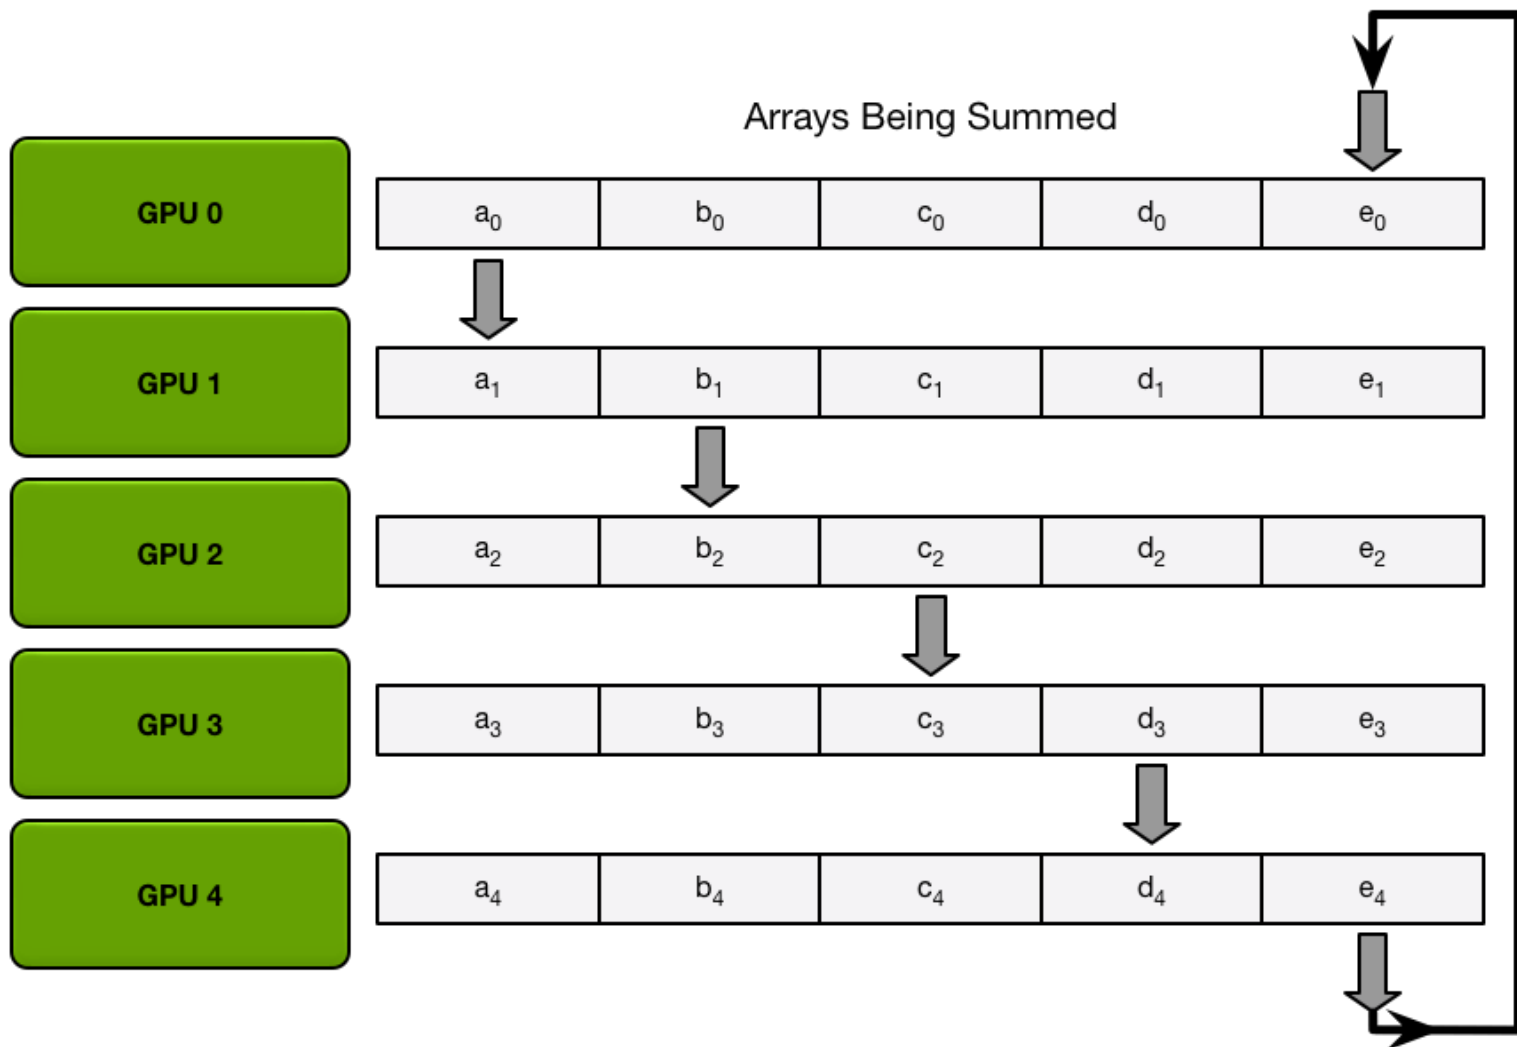 Arrays Being Summed
GPU 0 a₀ b₀ c₀ d₀ e₀
GPU 1 a₁ b₁ c₁ d₁ e₁
GPU 2 a₂ b₂ c₂ d₂ e₂
GPU 3 a₃ b₃ c₃ d₃ e₃
GPU 4 a₄ b₄ c₄ d₄ e₄